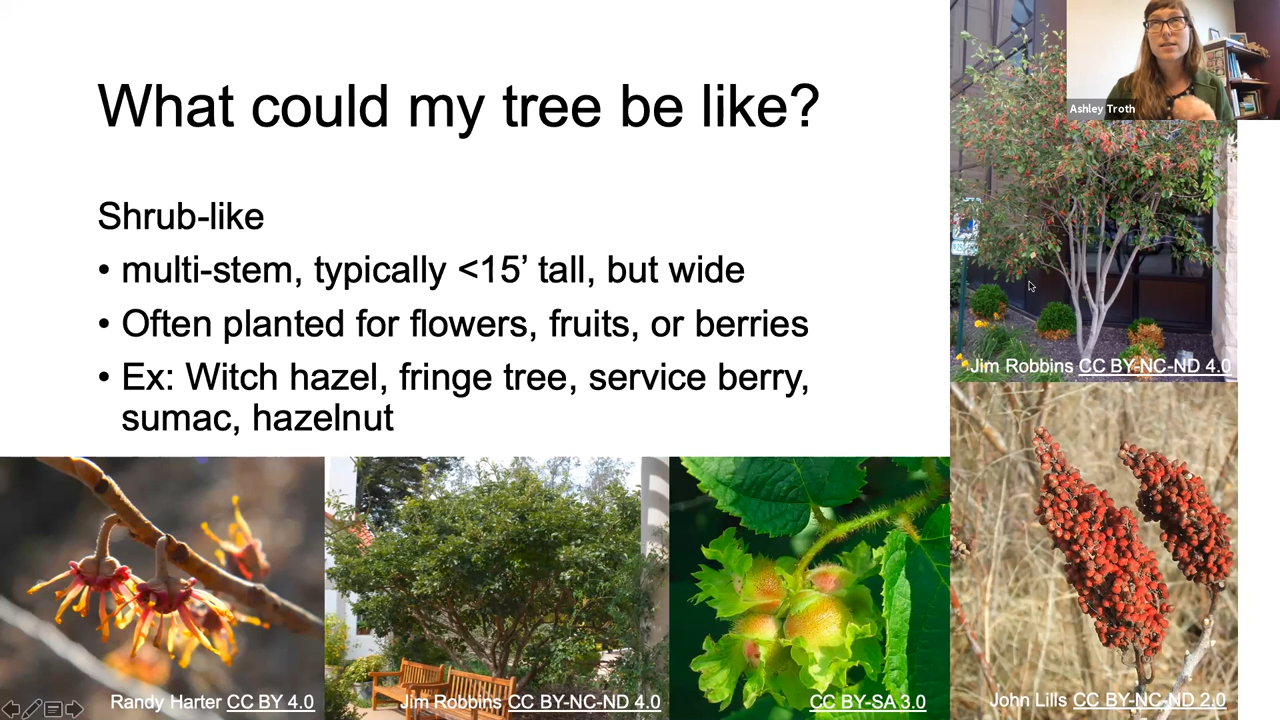 What could my tree be like?
Ashley Troth
Shrub-like
• multi-stem, typically <15’ tall, but wide
• Often planted for flowers, fruits, or berries
• Ex: Witch hazel, fringe tree, service berry,
sumac, hazelnut
Jim Robbins CC BY-NC-ND 4.0
Randy Harter CC BY 4.0
Jim Robbins CC BY-NC-ND 4.0
CC BY-SA 3.0
John Lills CC BY-NC-ND 2.0